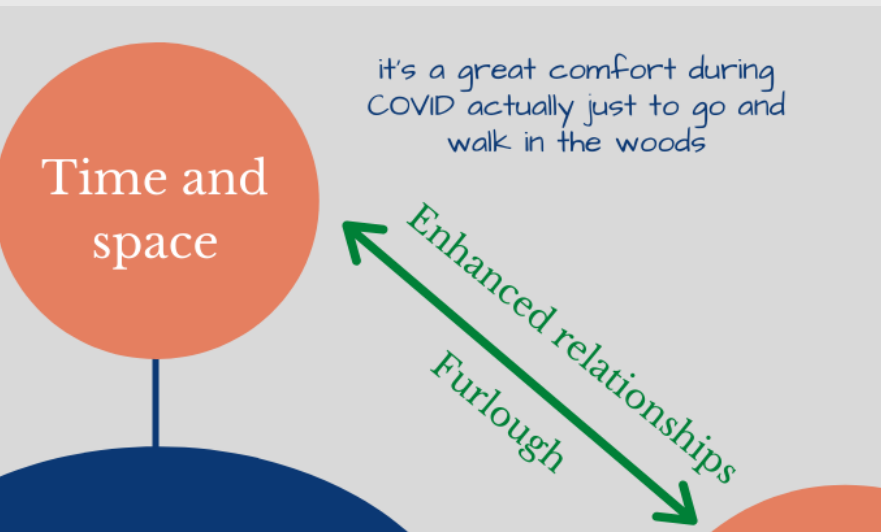 it's a great comfort during
COVID actually just to go and
walk in the woods
Time and
space
Enhanced relationships
Furlough